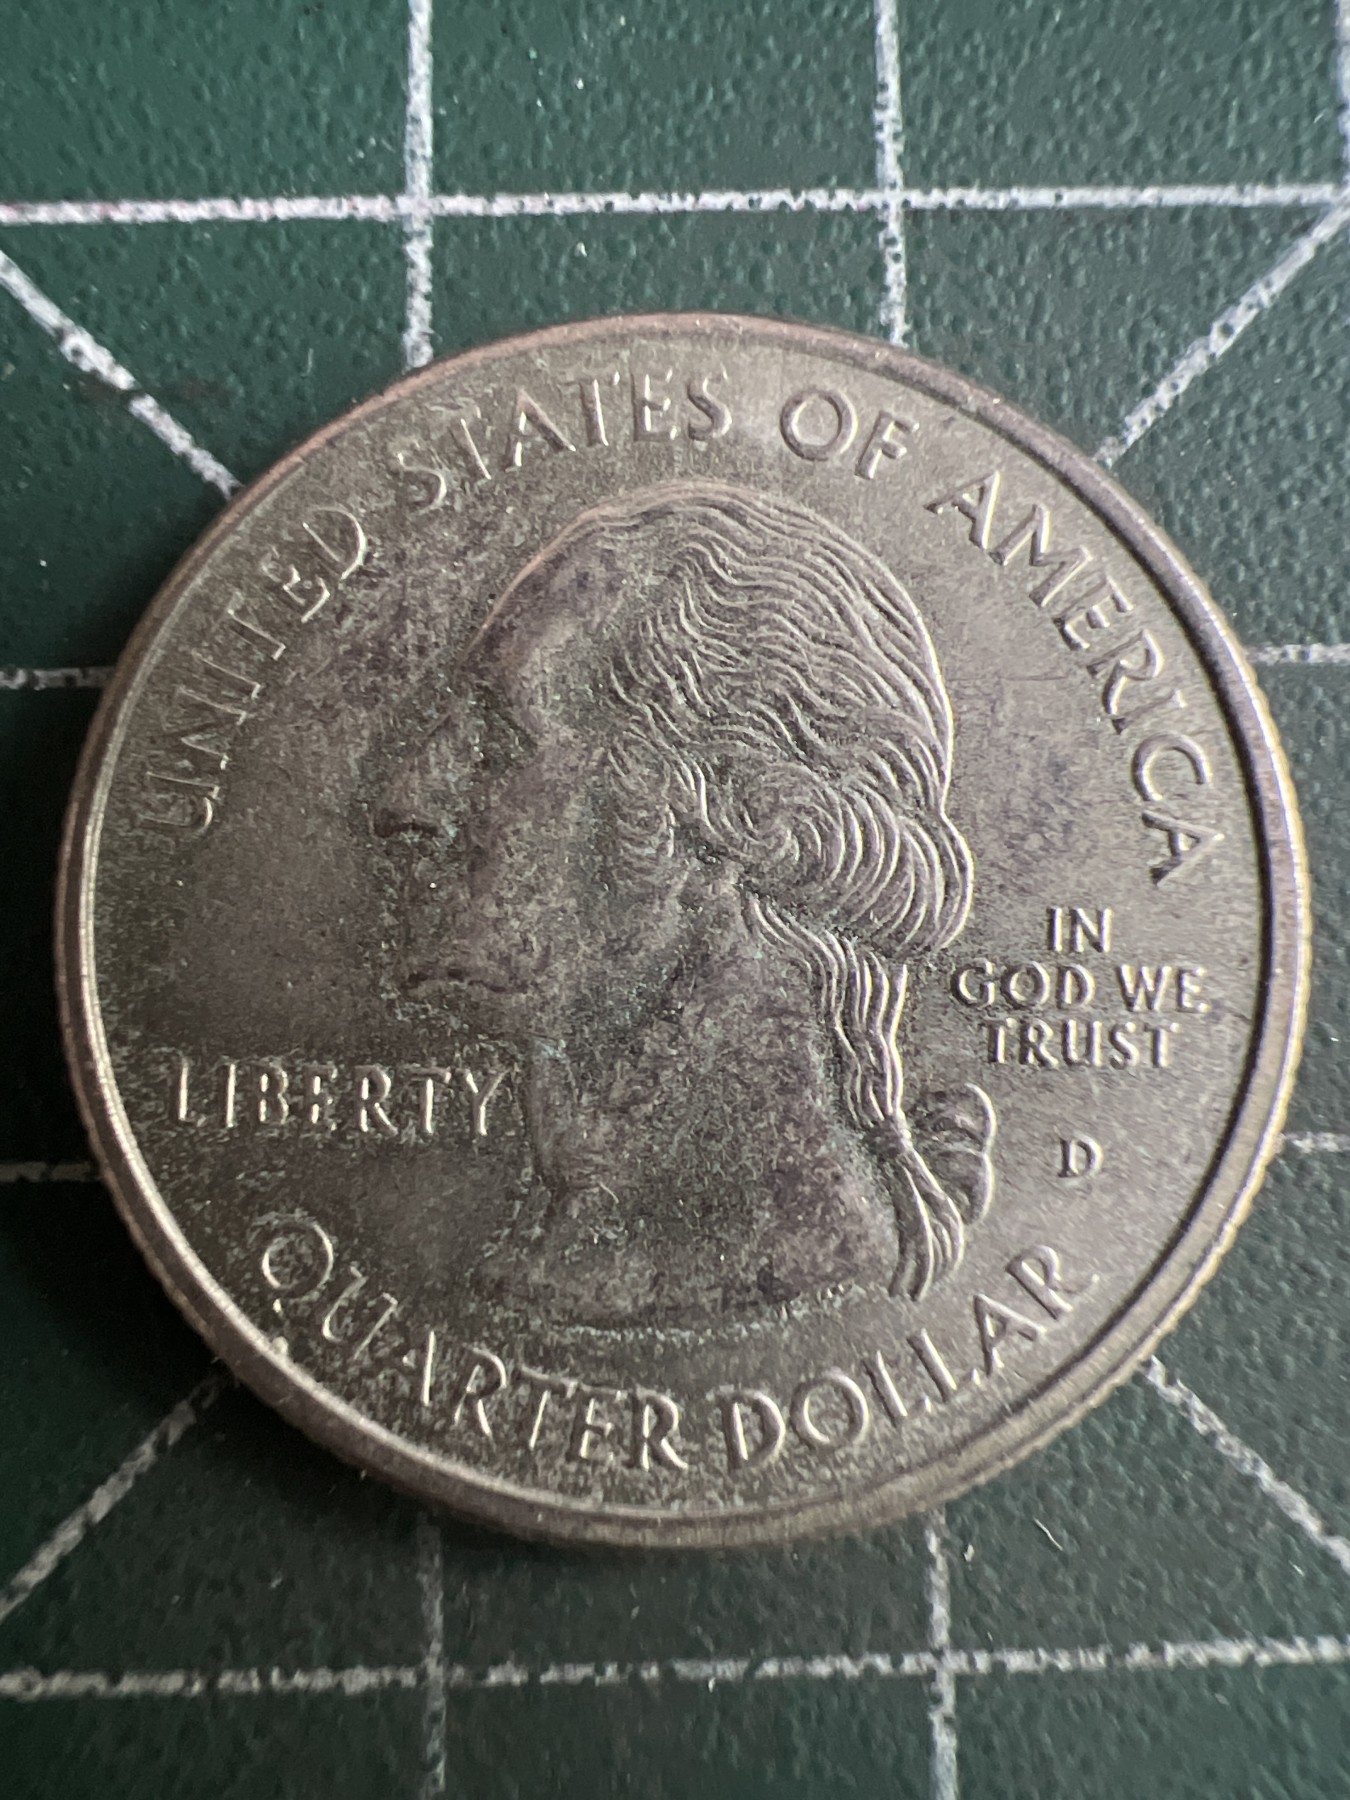 UNITED STATES OF AMERICA
LIBERTY
IN
GOD WE
TRUST
D
QUARTER DOLLAR